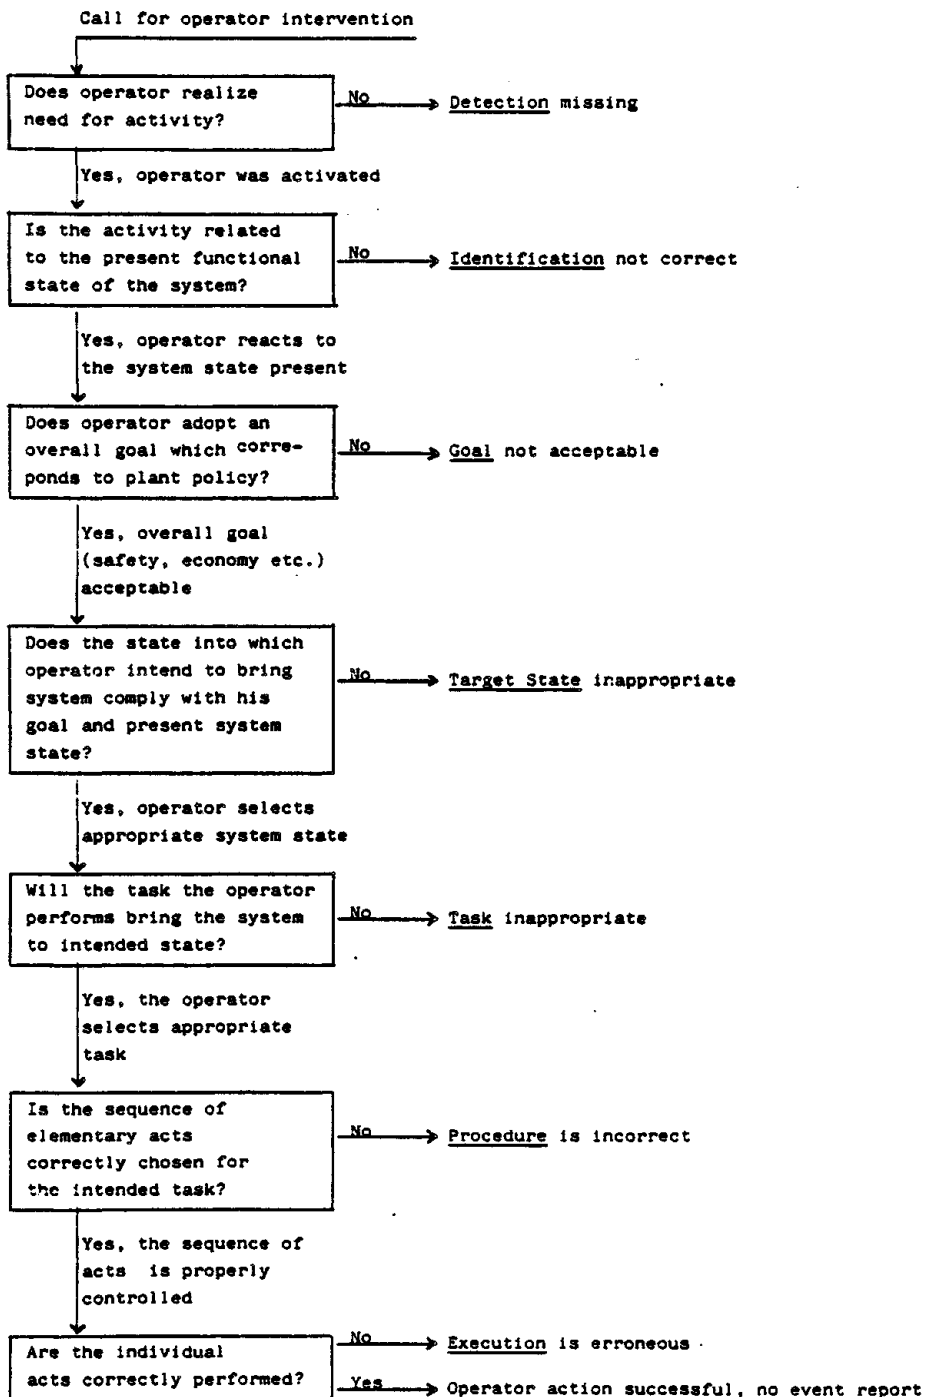 Call for operator intervention
Does operator realize
need for activity?
No
Detection missing
Yes, operator was activated
Is the activity related
to the present functional
state of the system?
No
Identification not correct
Yes, operator reacts to
the system state present
Does operator adopt an
overall goal which corre-
ponds to plant policy?
No
Goal not acceptable
Yes, overall goal
(safety, economy etc.)
acceptable
Does the state into which
operator intend to bring
system comply with his
goal and present system
state?
No
Target State inappropriate
Yes, operator selects
appropriate system state
Will the task the operator
performs bring the system
to intended state?
No
Task inappropriate
Yes, the operator
selects appropriate
task
Is the sequence of
elementary acts
correctly chosen for
the intended task?
No
Procedure is incorrect
Yes, the sequence of
acts is properly
controlled
Are the individual
acts correctly performed?
No
Execution is erroneous
Yes
Operator action successful, no event report